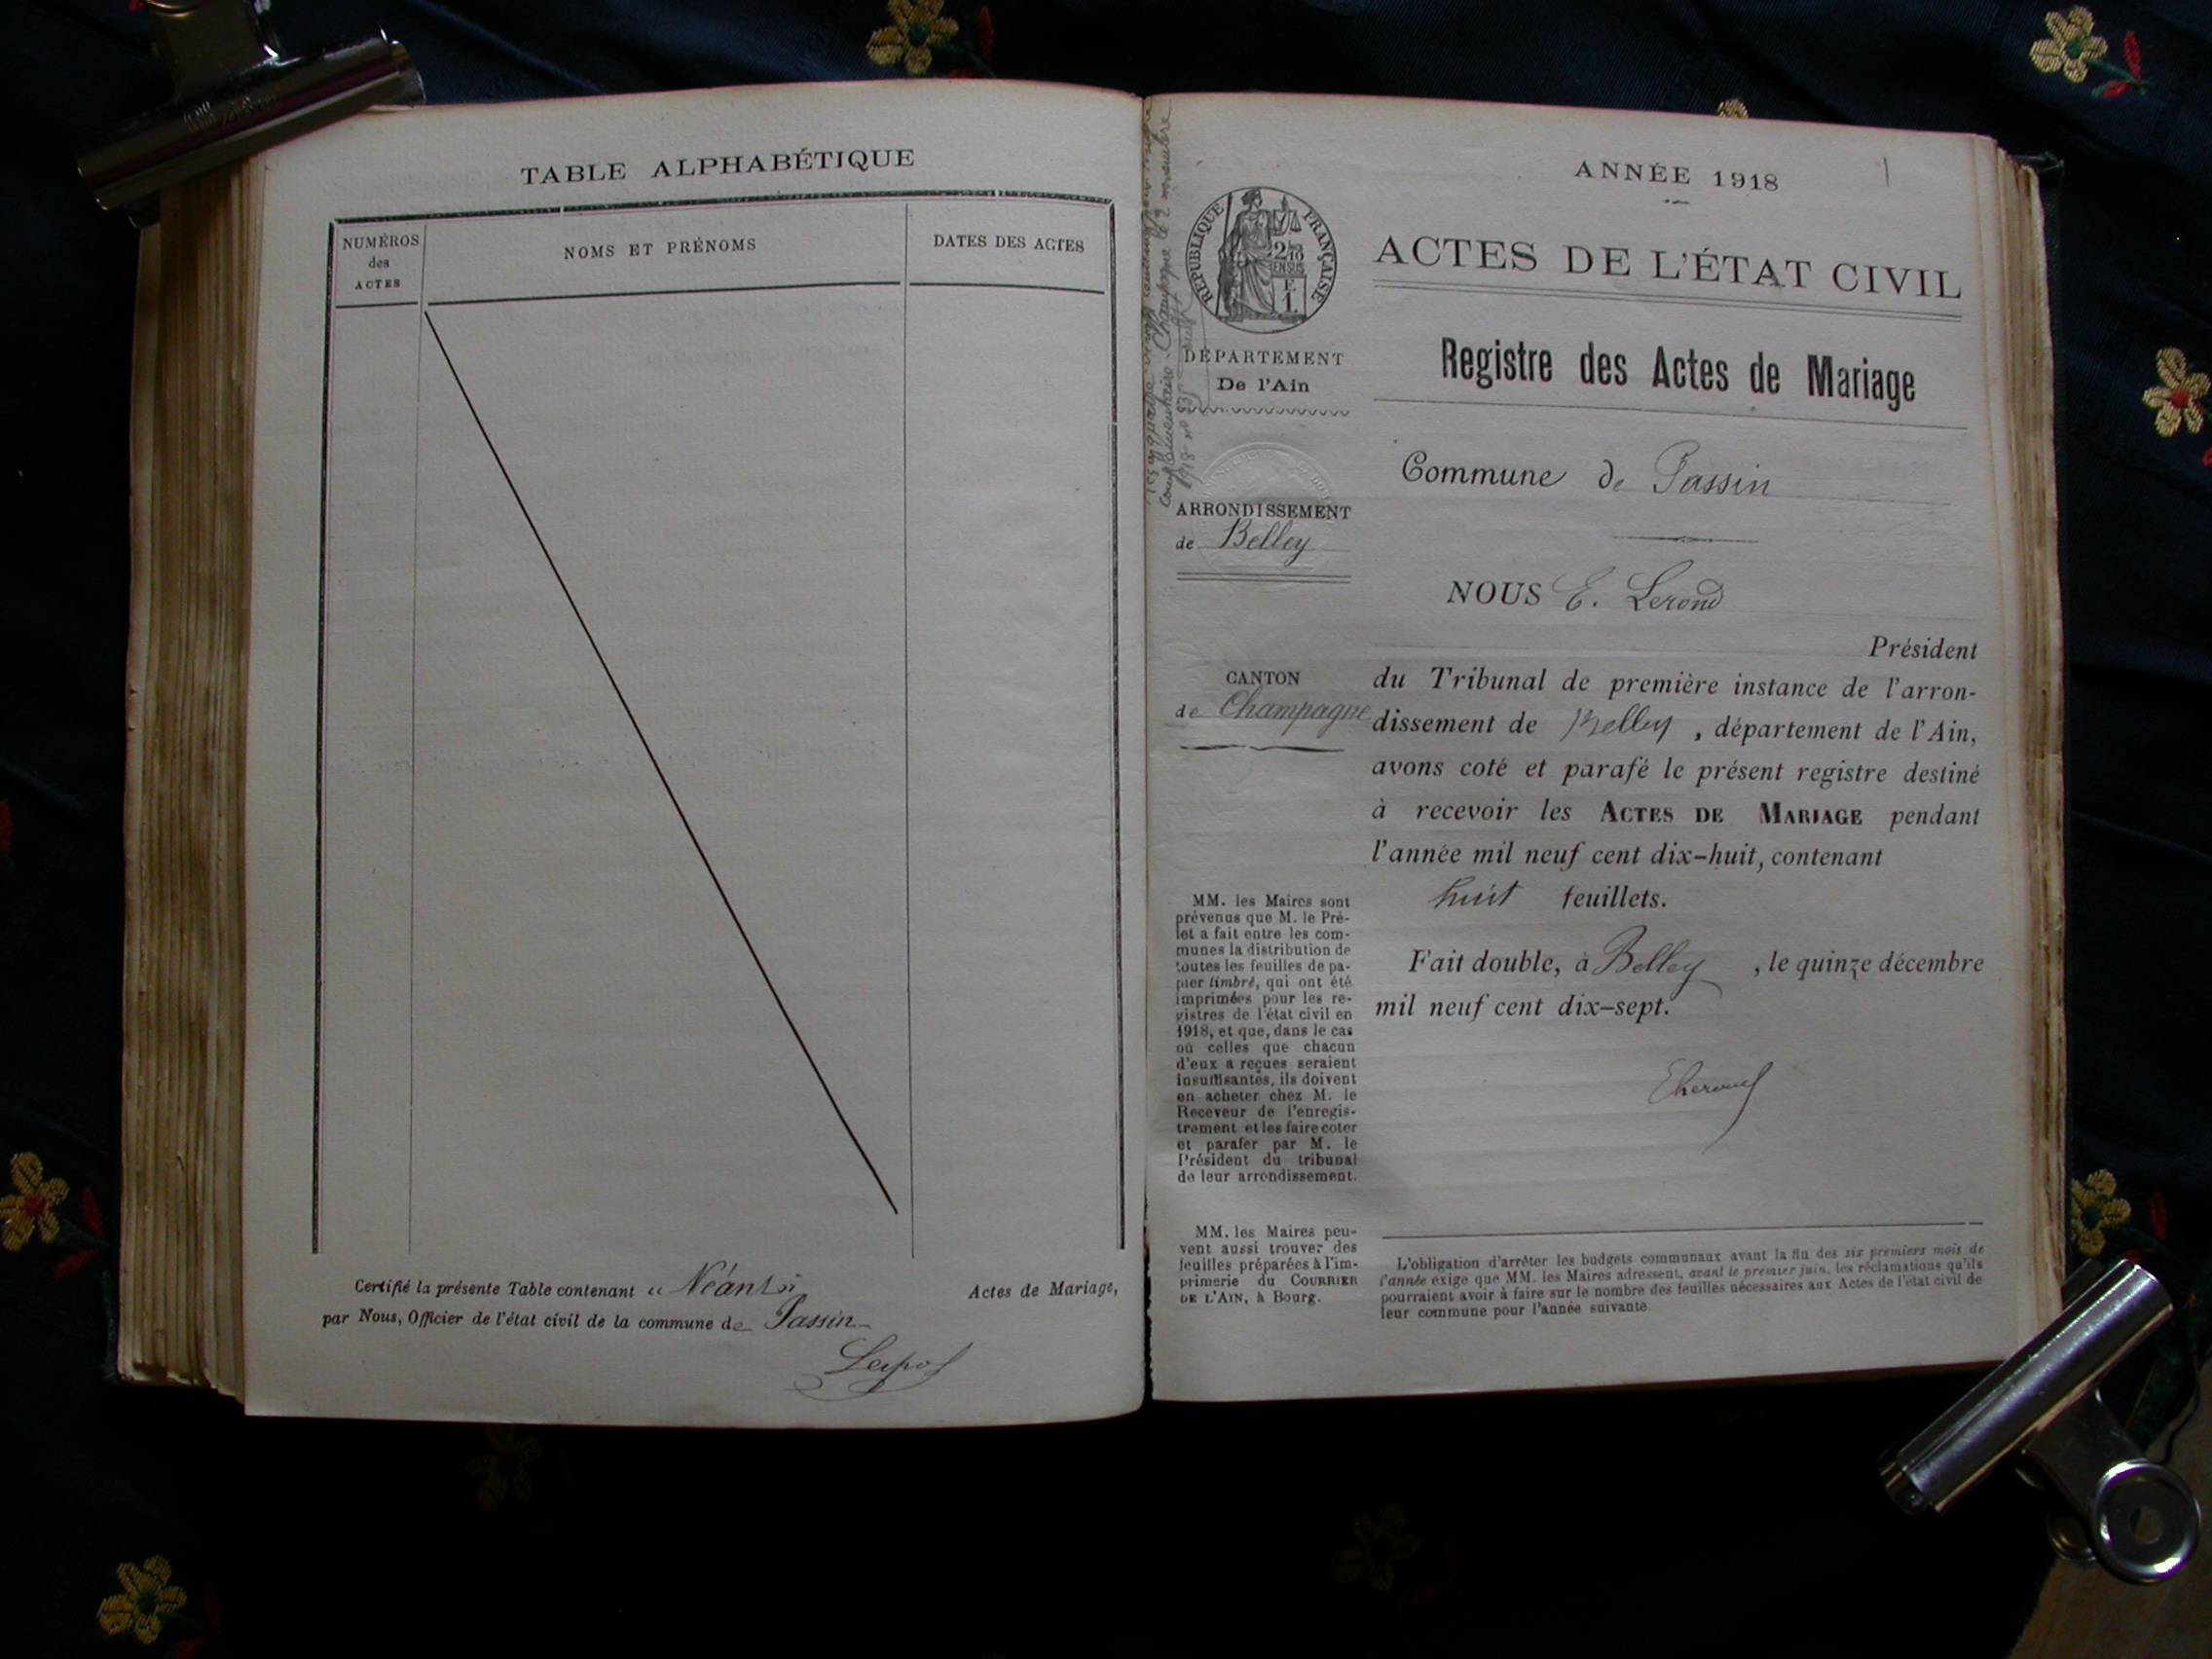 TABLE ALPHABÉTIQUE
NUMÉROS
des
ACTES
NOMS ET PRÉNOMS
DATES DES ACTES
Certifié la présente Table contenant « Néant » Actes de Mariage,
par Nous, Officier de l'état civil de la commune de Passin
ANNÉE 1918
1
RÉPUBLIQUE FRANÇAISE
ACTES DE L'ÉTAT CIVIL
DÉPARTEMENT
De l'Ain
Registre des Actes de Mariage
Commune de Passin
ARRONDISSEMENT
de Belley
NOUS E. Lerond
Président
CANTON
de Champagne
du Tribunal de première instance de l'arron-
dissement de Belley, département de l'Ain,
avons coté et parafé le présent registre destiné
à recevoir les ACTES DE MARIAGE pendant
l'année mil neuf cent dix-huit, contenant
huit feuillets.
Fait double, à Belley, le quinze décembre
mil neuf cent dix-sept.
MM. les Maires sont
prévenus que M. le Pré-
fet a fait entre les com-
munes la distribution de
toutes les feuilles de pa-
pier timbré, qui ont été
imprimées pour les re-
gistres de l'état civil en
1918, et que, dans le cas
où celles que chacun
d'eux a reçues seraient
insuffisantes, ils doivent
en acheter chez M. le
Receveur de l'enregis-
trement et les faire coter
et parafer par M. le
Président du tribunal
de leur arrondissement.
MM. les Maires peu-
vent aussi trouver des
feuilles préparées à l'im-
primerie du COURRIER
DE L'AIN, à Bourg.
L'obligation d'arrêter les budgets communaux avant la fin des six premiers mois de
l'année exige que MM. les Maires adressent, avant le premier juin, les réclamations qu'ils
pourraient avoir à faire sur le nombre des feuilles nécessaires aux Actes de l'état civil de
leur commune pour l'année suivante.